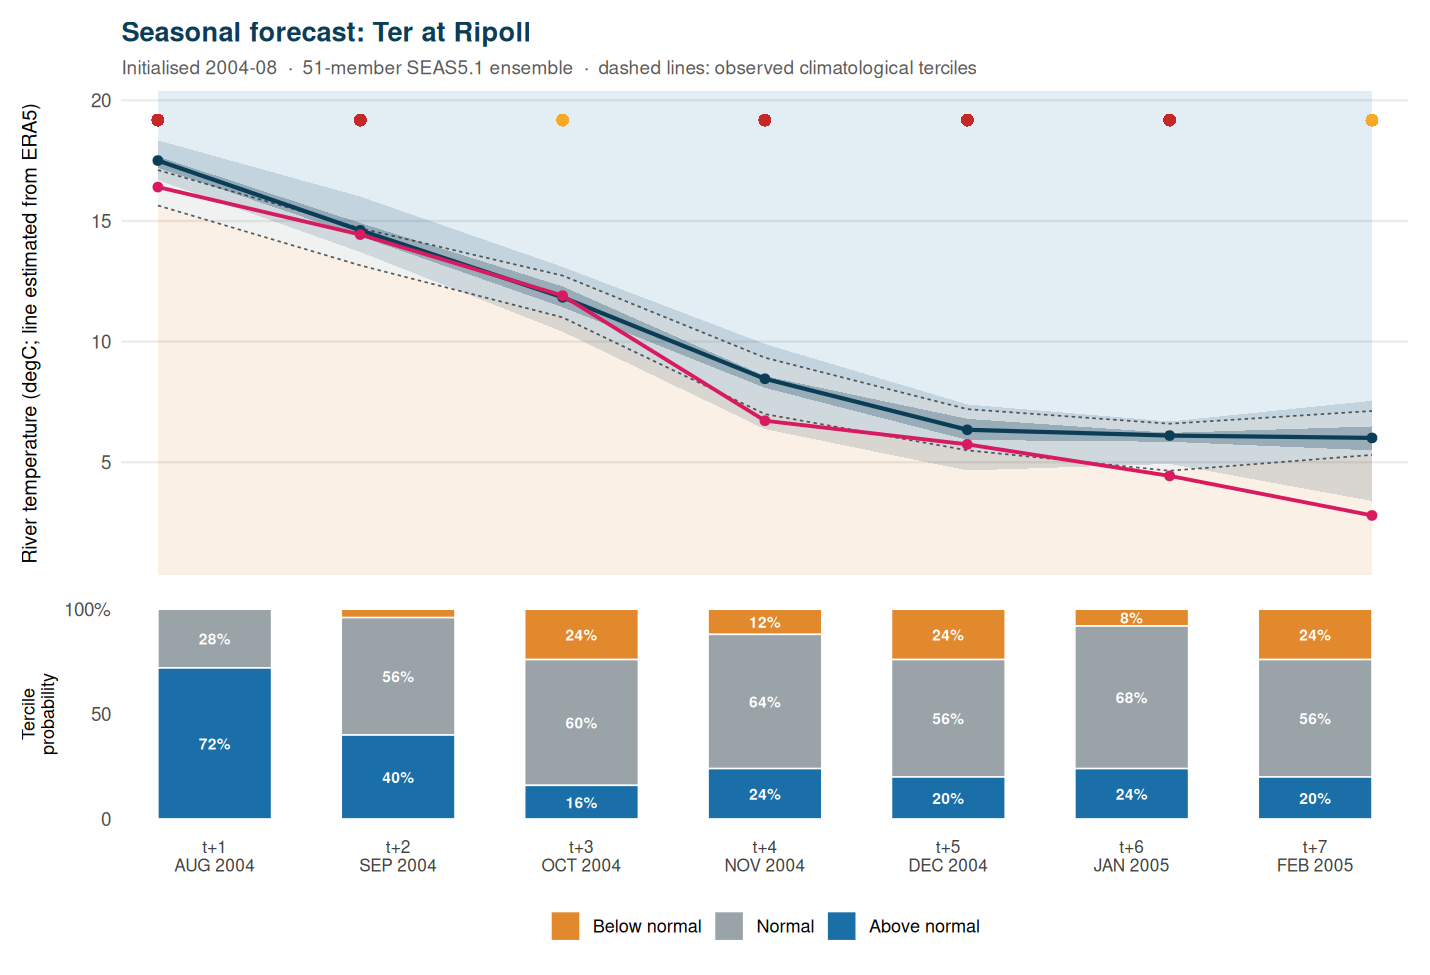 Seasonal forecast: Ter at Ripoll
Initialised 2004-08 · 51-member SEAS5.1 ensemble · dashed lines: observed climatological terciles
River temperature (degC; line estimated from ERA5)
20
15
10
5
Tercile
probability
100%
50
0
28%
72%
56%
40%
24%
60%
16%
12%
64%
24%
24%
56%
20%
8%
68%
24%
24%
56%
20%
t+1
AUG 2004
t+2
SEP 2004
t+3
OCT 2004
t+4
NOV 2004
t+5
DEC 2004
t+6
JAN 2005
t+7
FEB 2005
Below normal
Normal
Above normal